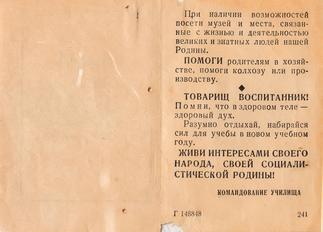 При наличии возможностей
посети музей и места, связан-
ные с жизнью и деятельностью
великих и знатных людей нашей
Родины.
ПОМОГИ родителям в хозяй-
стве, помоги колхозу или про-
изводству.
ТОВАРИЩ ВОСПИТАННИК!
Помни, что в здоровом теле —
здоровый дух.
Разумно отдыхай, набирайся
сил для учебы в новом учебном
году.
ЖИВИ ИНТЕРЕСАМИ СВОЕГО
НАРОДА, СВОЕЙ СОЦИАЛИ-
СТИЧЕСКОЙ РОДИНЫ!
КОМАНДОВАНИЕ УЧИЛИЩА
Г 146848 241